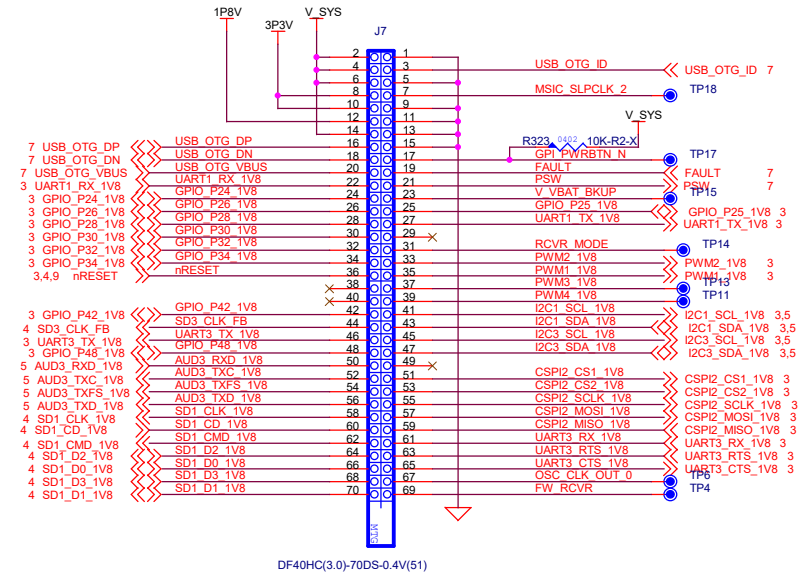 1P8V
3P3V
V_SYS
J7
2 1
4 3 USB_OTG_ID USB_OTG_ID 7
6 5
8 7 MSIC_SLPCLK_2 TP18
10 9
12 11
V_SYS
14 13
R323 0402 10K-R2-X
7 USB_OTG_DP USB_OTG_DP 16 15
7 USB_OTG_DN USB_OTG_DN 18 17 GPI_PWRBTN_N TP17
7 USB_OTG_VBUS USB_OTG_VBUS 20 19 FAULT FAULT 7
3 UART1_RX_1V8 UART1_RX_1V8 22 21 PSW PSW 7
3 GPIO_P24_1V8 GPIO_P24_1V8 24 23 V_VBAT_BKUP TP15
3 GPIO_P26_1V8 GPIO_P26_1V8 26 25 GPIO_P25_1V8 GPIO_P25_1V8 3
3 GPIO_P28_1V8 GPIO_P28_1V8 28 27 UART1_TX_1V8 UART1_TX_1V8 3
3 GPIO_P30_1V8 GPIO_P30_1V8 30 29
3 GPIO_P32_1V8 GPIO_P32_1V8 32 31 RCVR_MODE TP14
3 GPIO_P34_1V8 GPIO_P34_1V8 34 33 PWM2_1V8 PWM2_1V8 3
3,4,9 nRESET nRESET 36 35 PWM1_1V8 PWM1_1V8 3
38 37 PWM3_1V8 TP13
40 39 PWM4_1V8 TP11
3 GPIO_P42_1V8 GPIO_P42_1V8 42 41 I2C1_SCL_1V8 I2C1_SCL_1V8 3,5
4 SD3_CLK_FB SD3_CLK_FB 44 43 I2C1_SDA_1V8 I2C1_SDA_1V8 3,5
3 UART3_TX_1V8 UART3_TX_1V8 46 45 I2C3_SCL_1V8 I2C3_SCL_1V8 3,5
3 GPIO_P48_1V8 GPIO_P48_1V8 48 47 I2C3_SDA_1V8 I2C3_SDA_1V8 3,5
5 AUD3_RXD_1V8 AUD3_RXD_1V8 50 49
5 AUD3_TXC_1V8 AUD3_TXC_1V8 52 51 CSPI2_CS1_1V8 CSPI2_CS1_1V8 3
5 AUD3_TXFS_1V8 AUD3_TXFS_1V8 54 53 CSPI2_CS2_1V8 CSPI2_CS2_1V8 3
5 AUD3_TXD_1V8 AUD3_TXD_1V8 56 55 CSPI2_SCLK_1V8 CSPI2_SCLK_1V8 3
4 SD1_CLK_1V8 SD1_CLK_1V8 58 57 CSPI2_MOSI_1V8 CSPI2_MOSI_1V8 3
4 SD1_CD_1V8 SD1_CD_1V8 60 59 CSPI2_MISO_1V8 CSPI2_MISO_1V8 3
4 SD1_CMD_1V8 SD1_CMD_1V8 62 61 UART3_RX_1V8 UART3_RX_1V8 3
4 SD1_D2_1V8 SD1_D2_1V8 64 63 UART3_RTS_1V8 UART3_RTS_1V8 3
4 SD1_D0_1V8 SD1_D0_1V8 66 65 UART3_CTS_1V8 UART3_CTS_1V8 3
4 SD1_D3_1V8 SD1_D3_1V8 68 67 OSC_CLK_OUT_0 TP6
4 SD1_D1_1V8 SD1_D1_1V8 70 69 FW_RCVR TP4
MTG
DF40HC(3.0)-70DS-0.4V(51)